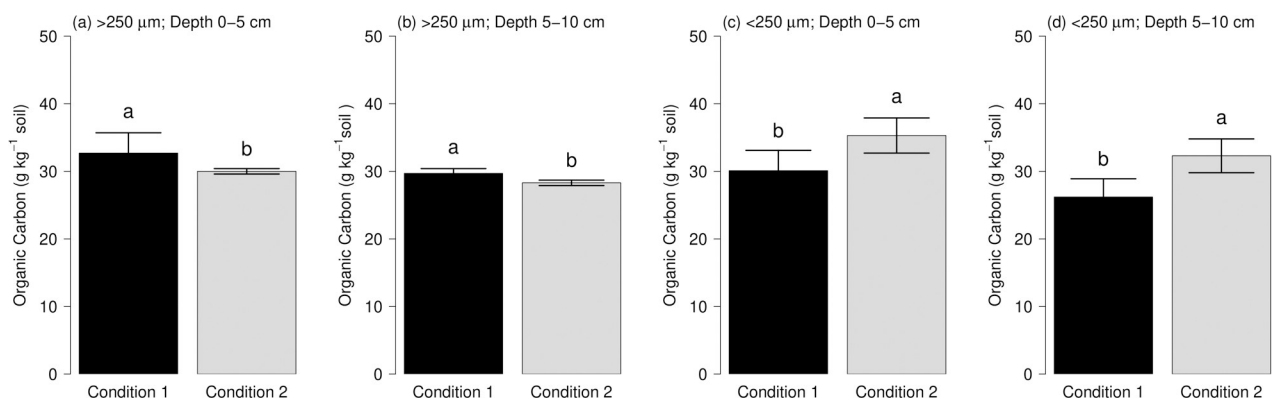 (a) >250 μm; Depth 0−5 cm
Organic Carbon (g kg⁻¹ soil)
50
40
30
20
10
0
a
b
Condition 1
Condition 2
(b) >250 μm; Depth 5−10 cm
Organic Carbon (g kg⁻¹ soil )
50
40
30
20
10
0
a
b
Condition 1
Condition 2
(c) <250 μm; Depth 0−5 cm
Organic Carbon (g kg⁻¹ soil)
50
40
30
20
10
0
b
a
Condition 1
Condition 2
(d) <250 μm; Depth 5−10 cm
Organic Carbon (g kg⁻¹soil )
50
40
30
20
10
0
b
a
Condition 1
Condition 2